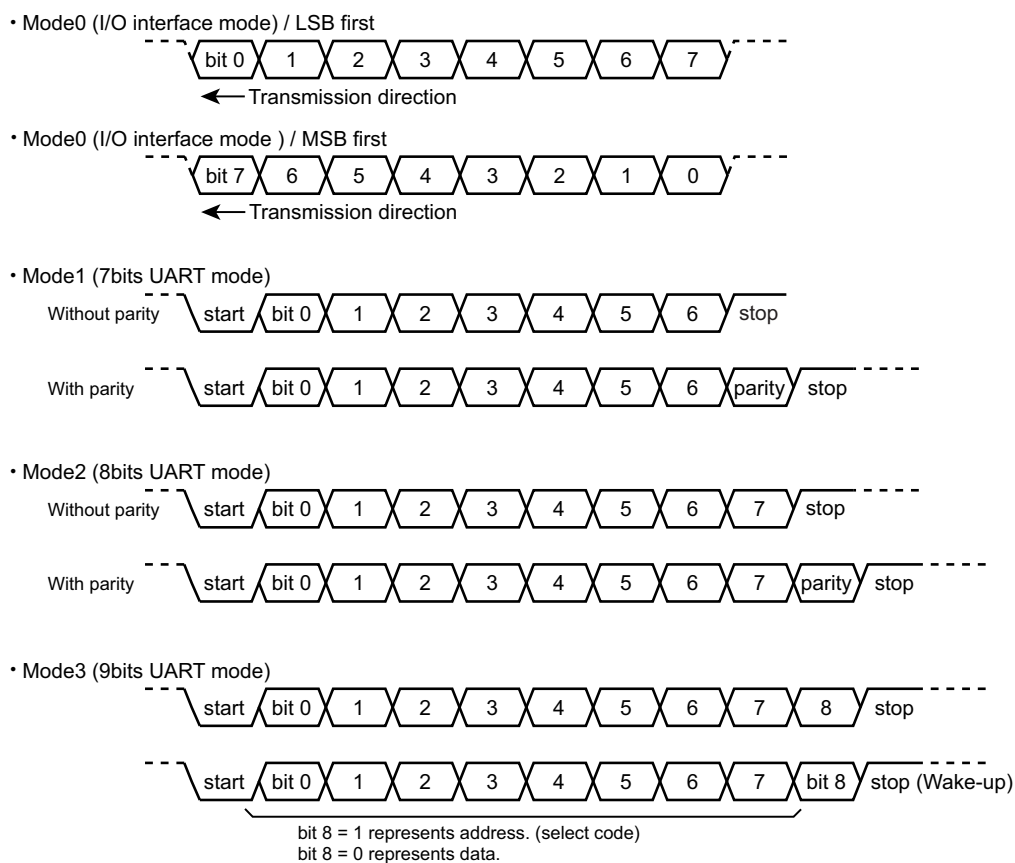 ・Mode0 (I/O interface mode) / LSB first
bit 0 1 2 3 4 5 6 7
Transmission direction
・Mode0 (I/O interface mode ) / MSB first
bit 7 6 5 4 3 2 1 0
Transmission direction
・Mode1 (7bits UART mode)
Without parity start bit 0 1 2 3 4 5 6 stop
With parity start bit 0 1 2 3 4 5 6 parity stop
・Mode2 (8bits UART mode)
Without parity start bit 0 1 2 3 4 5 6 7 stop
With parity start bit 0 1 2 3 4 5 6 7 parity stop
・Mode3 (9bits UART mode)
start bit 0 1 2 3 4 5 6 7 8 stop
start bit 0 1 2 3 4 5 6 7 bit 8 stop (Wake-up)
bit 8 = 1 represents address. (select code)
bit 8 = 0 represents data.